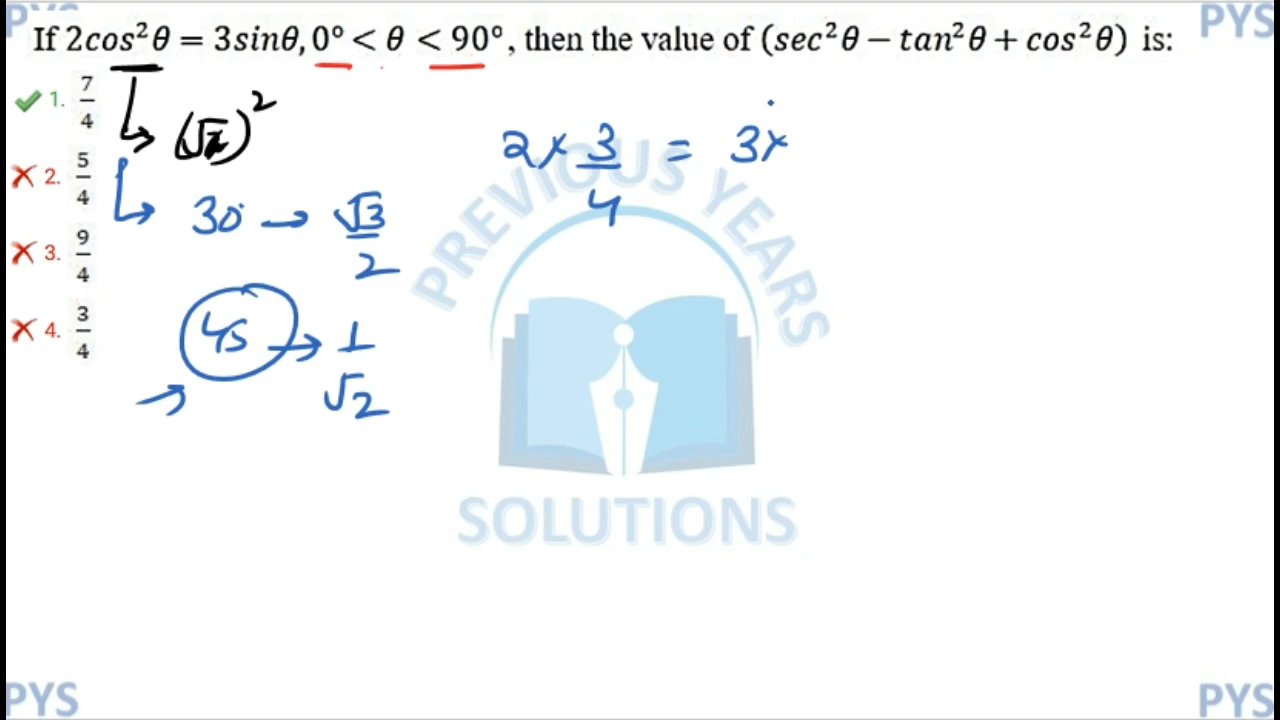 PYS PYS
If 2cos²θ = 3sinθ, 0° < θ < 90°, then the value of (sec²θ − tan²θ + cos²θ) is:
1. 7/4
2. 5/4
3. 9/4
4. 3/4
2 × 3/4 = 3×
30 → √3/2
45 → 1/√2
PREVIOUS YEARS
SOLUTIONS
PYS PYS